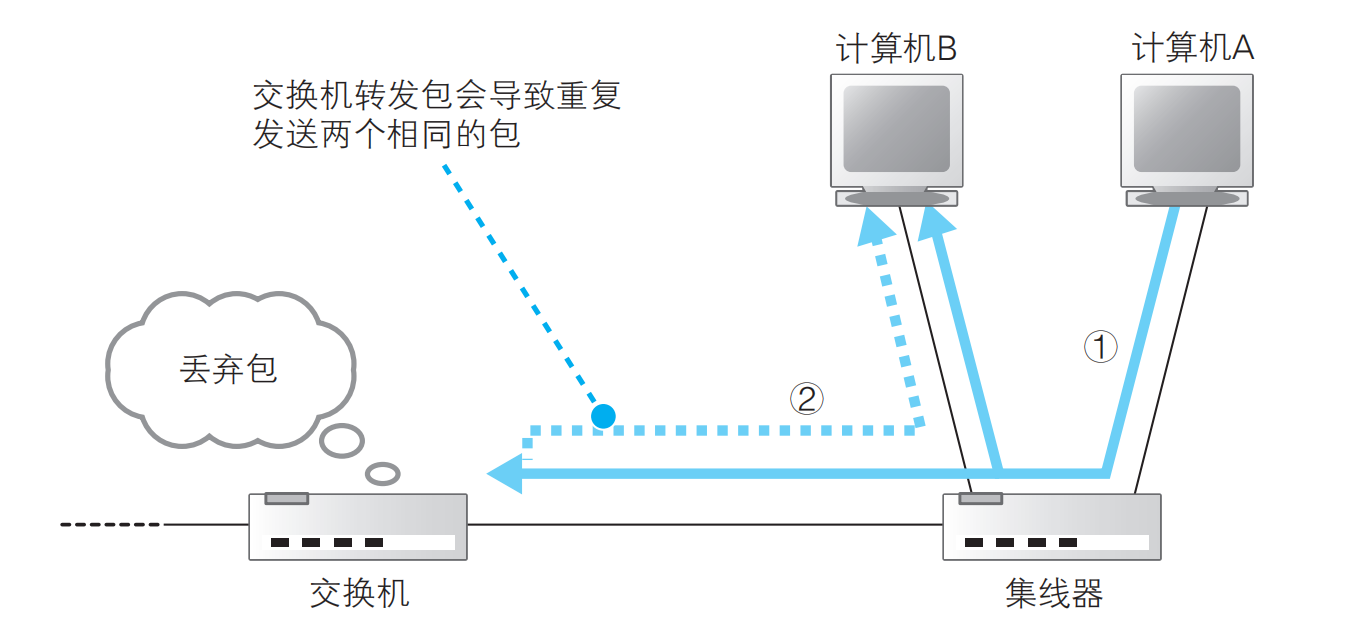 计算机B
计算机A
交换机转发包会导致重复
发送两个相同的包
①
丢弃包
②
交换机
集线器